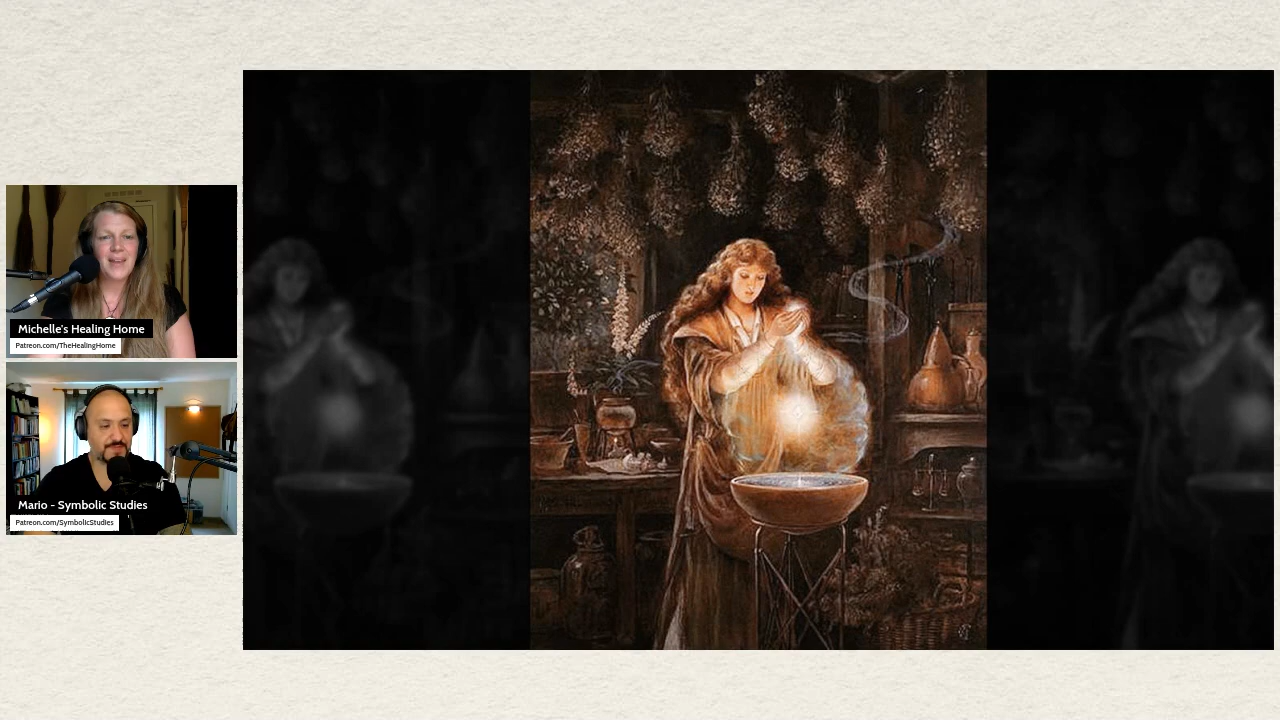 Michelle's Healing Home
Patreon.com/TheHealingHome
Mario - Symbolic Studies
Patreon.com/SymbolicStudies